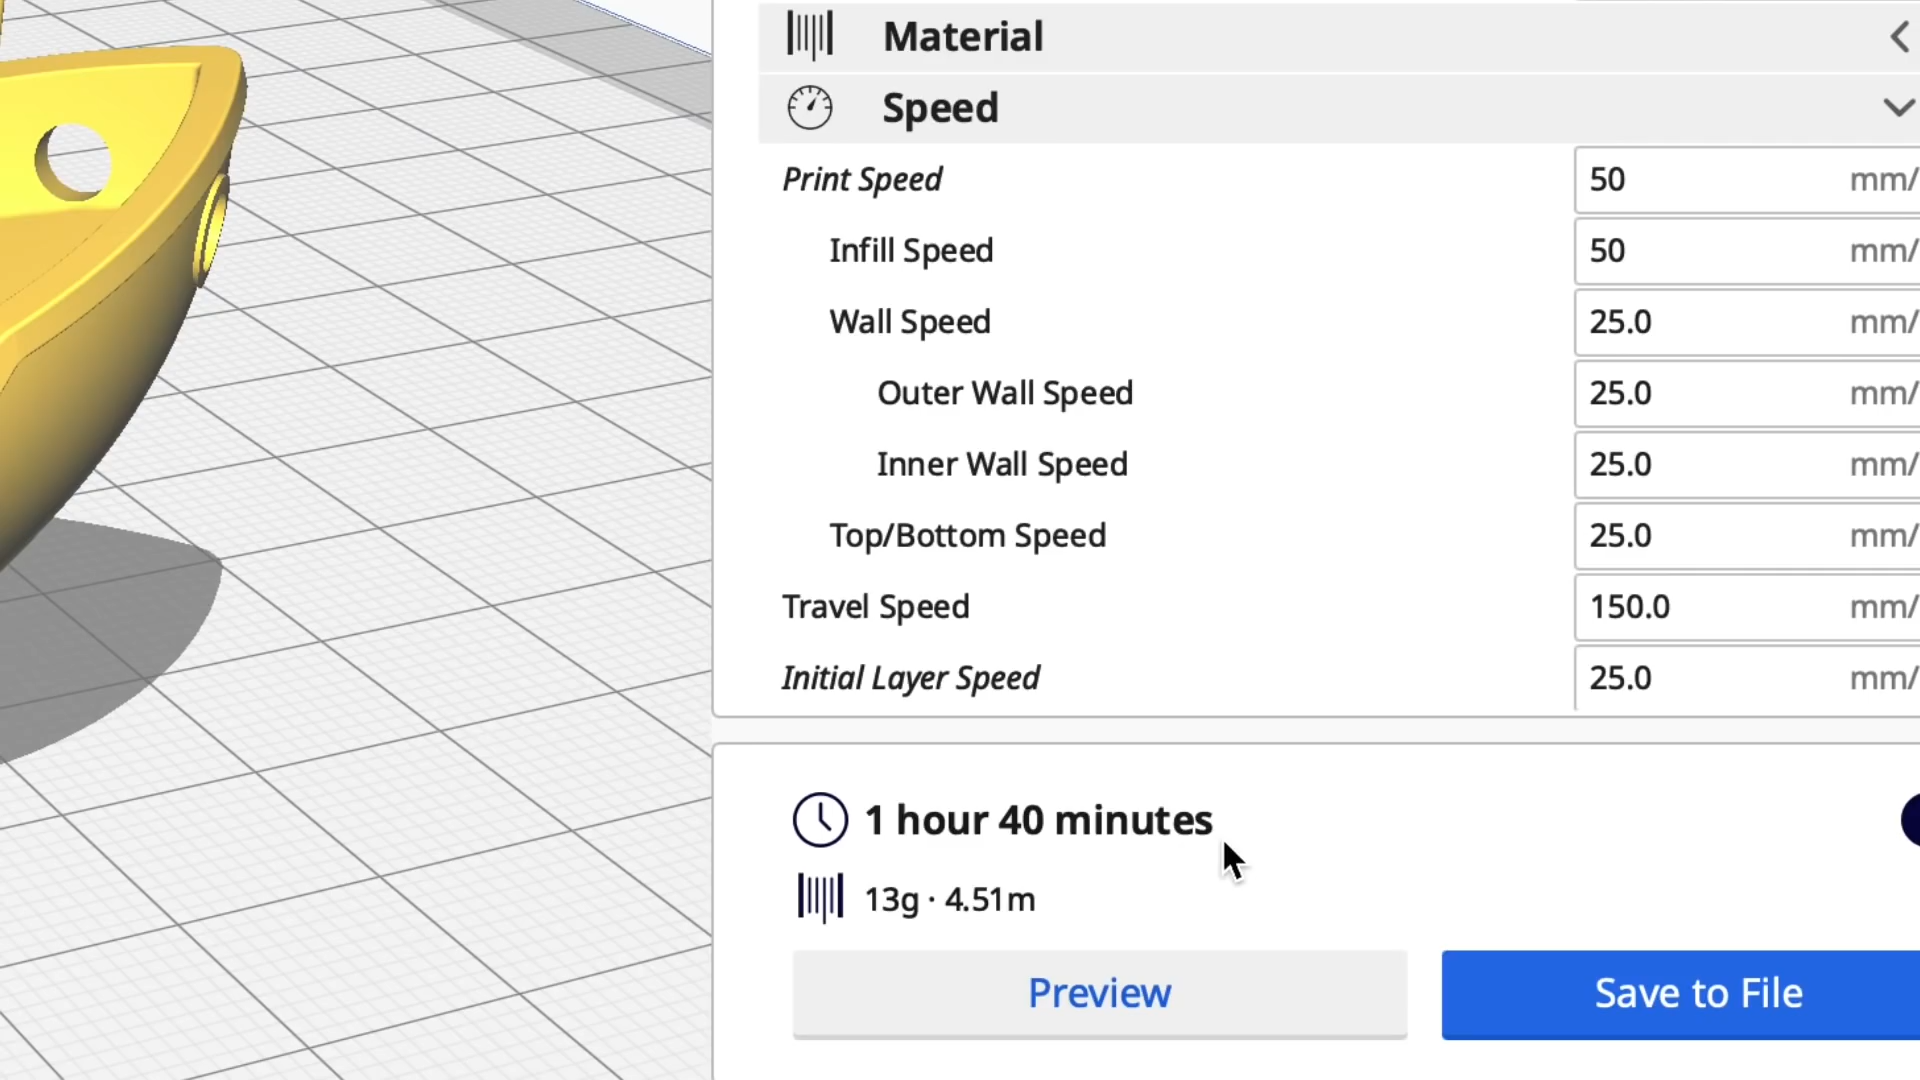 Material
Speed
Print Speed 50 mm/
Infill Speed 50 mm/
Wall Speed 25.0 mm/
Outer Wall Speed 25.0 mm/
Inner Wall Speed 25.0 mm/
Top/Bottom Speed 25.0 mm/
Travel Speed 150.0 mm/
Initial Layer Speed 25.0 mm/
1 hour 40 minutes
13g · 4.51m
Preview Save to File